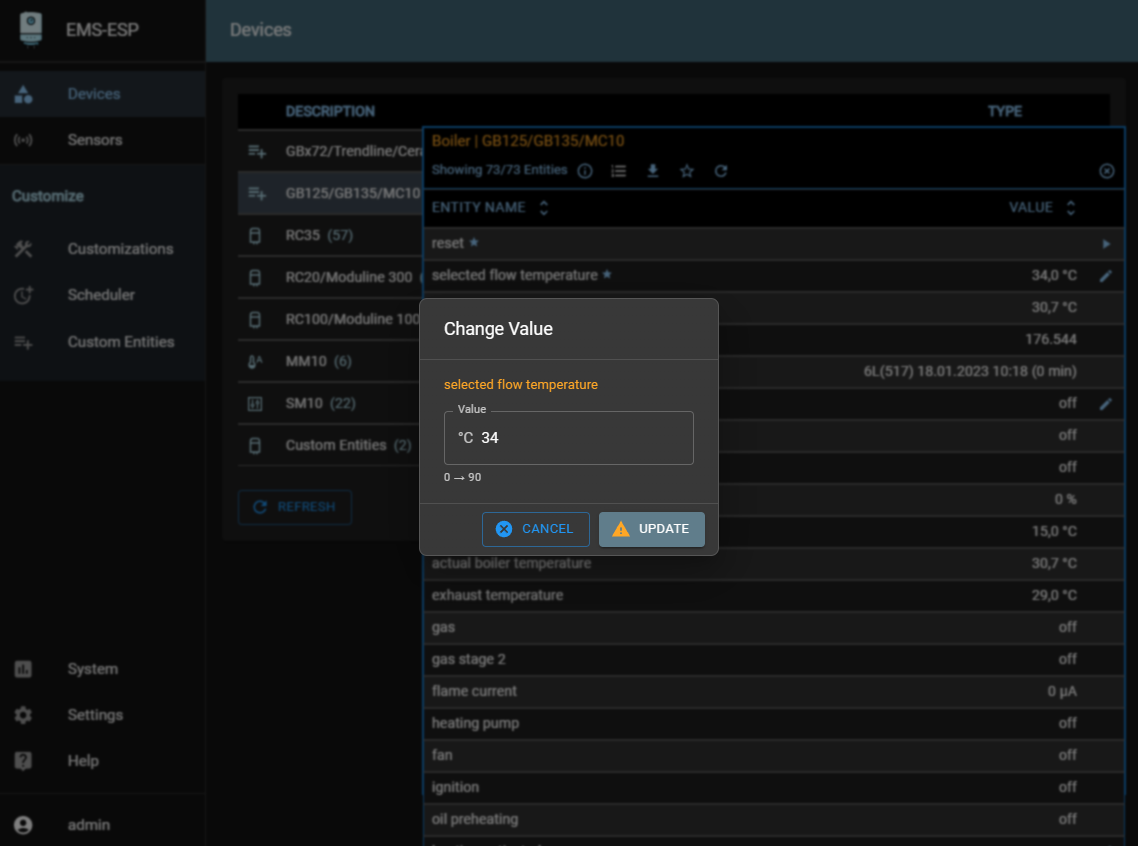 EMS-ESP
Devices
Devices
Sensors
Customize
Customizations
Scheduler
Custom Entities
System
Settings
Help
admin
DESCRIPTION
TYPE
GBx72/Trendline/Cera
GB125/GB135/MC10
RC35 (57)
RC20/Moduline 300
RC100/Moduline 100
MM10 (6)
SM10 (22)
Custom Entities (2)
REFRESH
Boiler | GB125/GB135/MC10
Showing 73/73 Entities
ENTITY NAME
VALUE
reset ★
selected flow temperature ★ 34,0 °C
30,7 °C
176.544
6L(517) 18.01.2023 10:18 (0 min)
off
off
off
0 %
15,0 °C
actual boiler temperature 30,7 °C
exhaust temperature 29,0 °C
gas off
gas stage 2 off
flame current 0 µA
heating pump off
fan off
ignition off
oil preheating off
Change Value
selected flow temperature
Value
°C 34
0 → 90
CANCEL
UPDATE